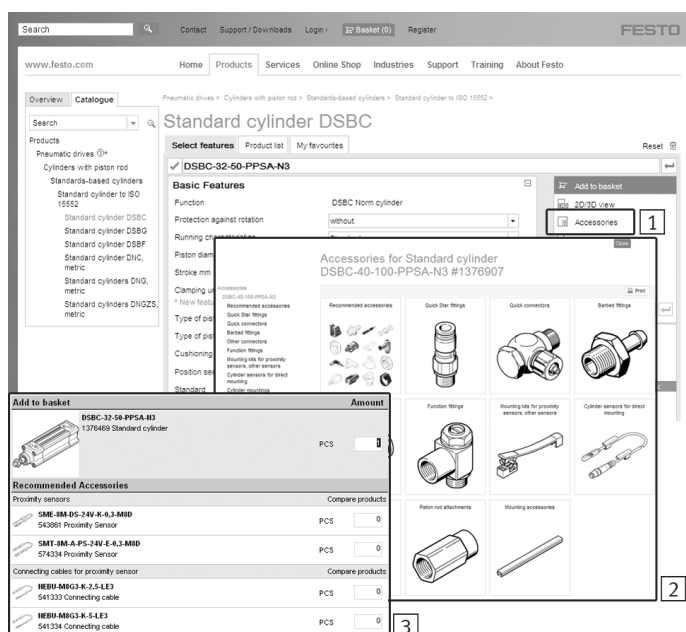 Search
Contact
Support / Downloads
Login
Basket (0)
Register
FESTO
www.festo.com
Home
Products
Services
Online Shop
Industries
Support
Training
About Festo
Overview
Catalogue
Search
Products
Pneumatic drives
Cylinders with piston rod
Standards-based cylinders
Standard cylinder to ISO
15552
Standard cylinder DSBC
Standard cylinder DSBG
Standard cylinder DSBF
Standard cylinder DNC,
metric
Standard cylinders DNG,
metric
Standard cylinders DNGZS,
metric
Pneumatic drives > Cylinders with piston rod > Standards-based cylinders > Standard cylinder to ISO 15552 >
Standard cylinder DSBC
Select features
Product list
My favourites
Reset
DSBC-32-50-PPSA-N3
Basic Features
Function
DSBC Norm cylinder
Protection against rotation
without
Running
Piston diam
Stroke mm
Clamping
* New
Type of
Type of
Cushioning
Position
Standard
Add to basket
2D/3D view
Accessories
1
Close
Accessories for Standard cylinder
DSBC-40-100-PPSA-N3 #1376907
Print
Accessories
DSBC-40-100-PPSA-N3
Recommended accessories
Quick Star fittings
Quick connectors
Barbed fittings
Other connectors
Function fittings
Mounting kits for proximity
sensors, other sensors
Cylinder sensors for direct
mounting
Cylinder mountings
Recommended accessories
Quick Star fittings
Quick connectors
Barbed fittings
Function fittings
Mounting kits for proximity
sensors, other sensors
Cylinder sensors for direct
mounting
Piston rod attachments
Mounting accessories
2
Add to basket
Amount
DSBC-32-50-PPSA-N3
1376469 Standard cylinder
PCS
Recommended Accessories
Proximity sensors
Compare products
SME-8M-DS-24V-K-0,3-M8D
543861 Proximity Sensor
PCS
0
SMT-8M-A-PS-24V-E-0,3-M8D
574334 Proximity Sensor
PCS
0
Connecting cables for proximity sensor
Compare products
NEBU-M8G3-K-2.5-LE3
541333 Connecting cable
PCS
0
NEBU-M8G3-K-5-LE3
541334 Connecting cable
PCS
0
3